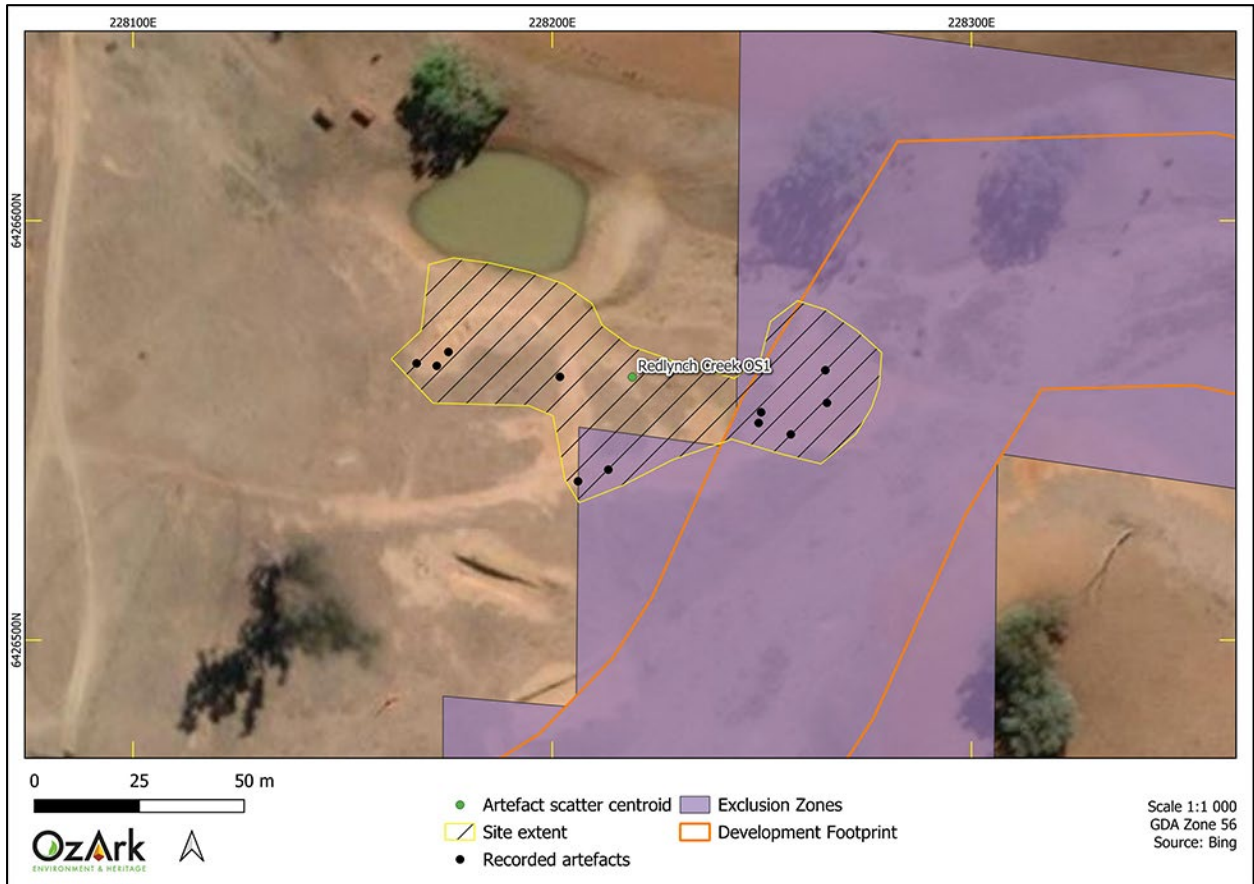 228100E 228200E 228300E
6426600N
Redlynch Creek OS1
6426500N
0 25 50 m
Artefact scatter centroid
Site extent
Recorded artefacts
Exclusion Zones
Development Footprint
Scale 1:1 000
GDA Zone 56
Source: Bing
OzArk
ENVIRONMENT & HERITAGE